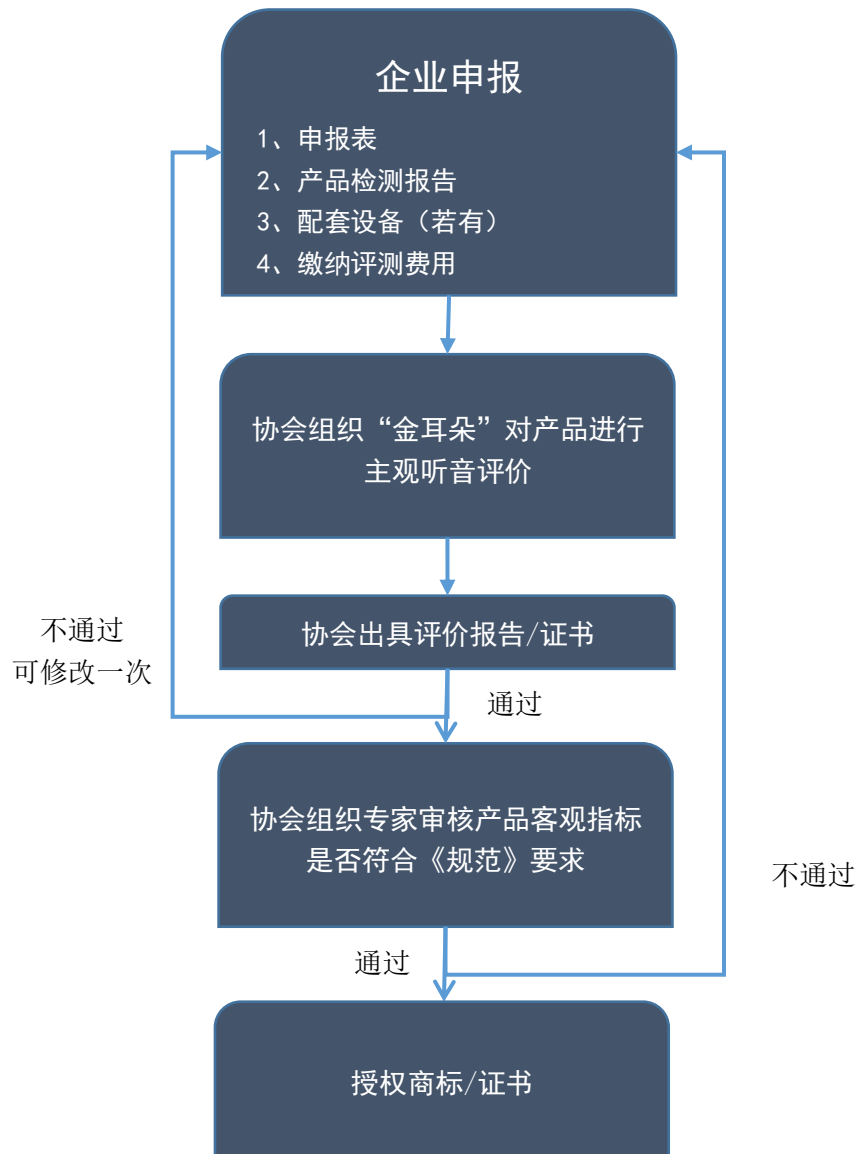 企业申报
1、申报表
2、产品检测报告
3、配套设备（若有）
4、缴纳评测费用
协会组织“金耳朵”对产品进行
主观听音评价
协会出具评价报告/证书
不通过
可修改一次
通过
协会组织专家审核产品客观指标
是否符合《规范》要求
不通过
通过
授权商标/证书